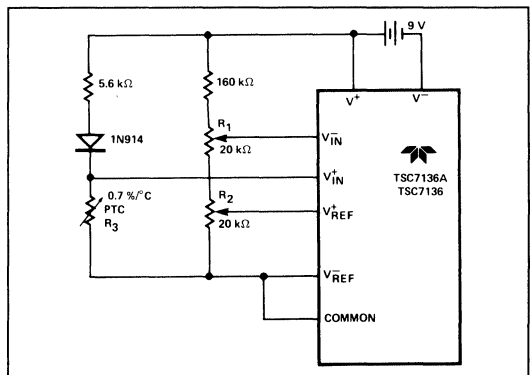 9 V
5.6 kΩ
160 kΩ
V+
V−
R1
1N914
20 kΩ
V−IN
TSC7136A
TSC7136
V+IN
0.7 %/°C
PTC
R3
R2
20 kΩ
V+REF
V−REF
COMMON